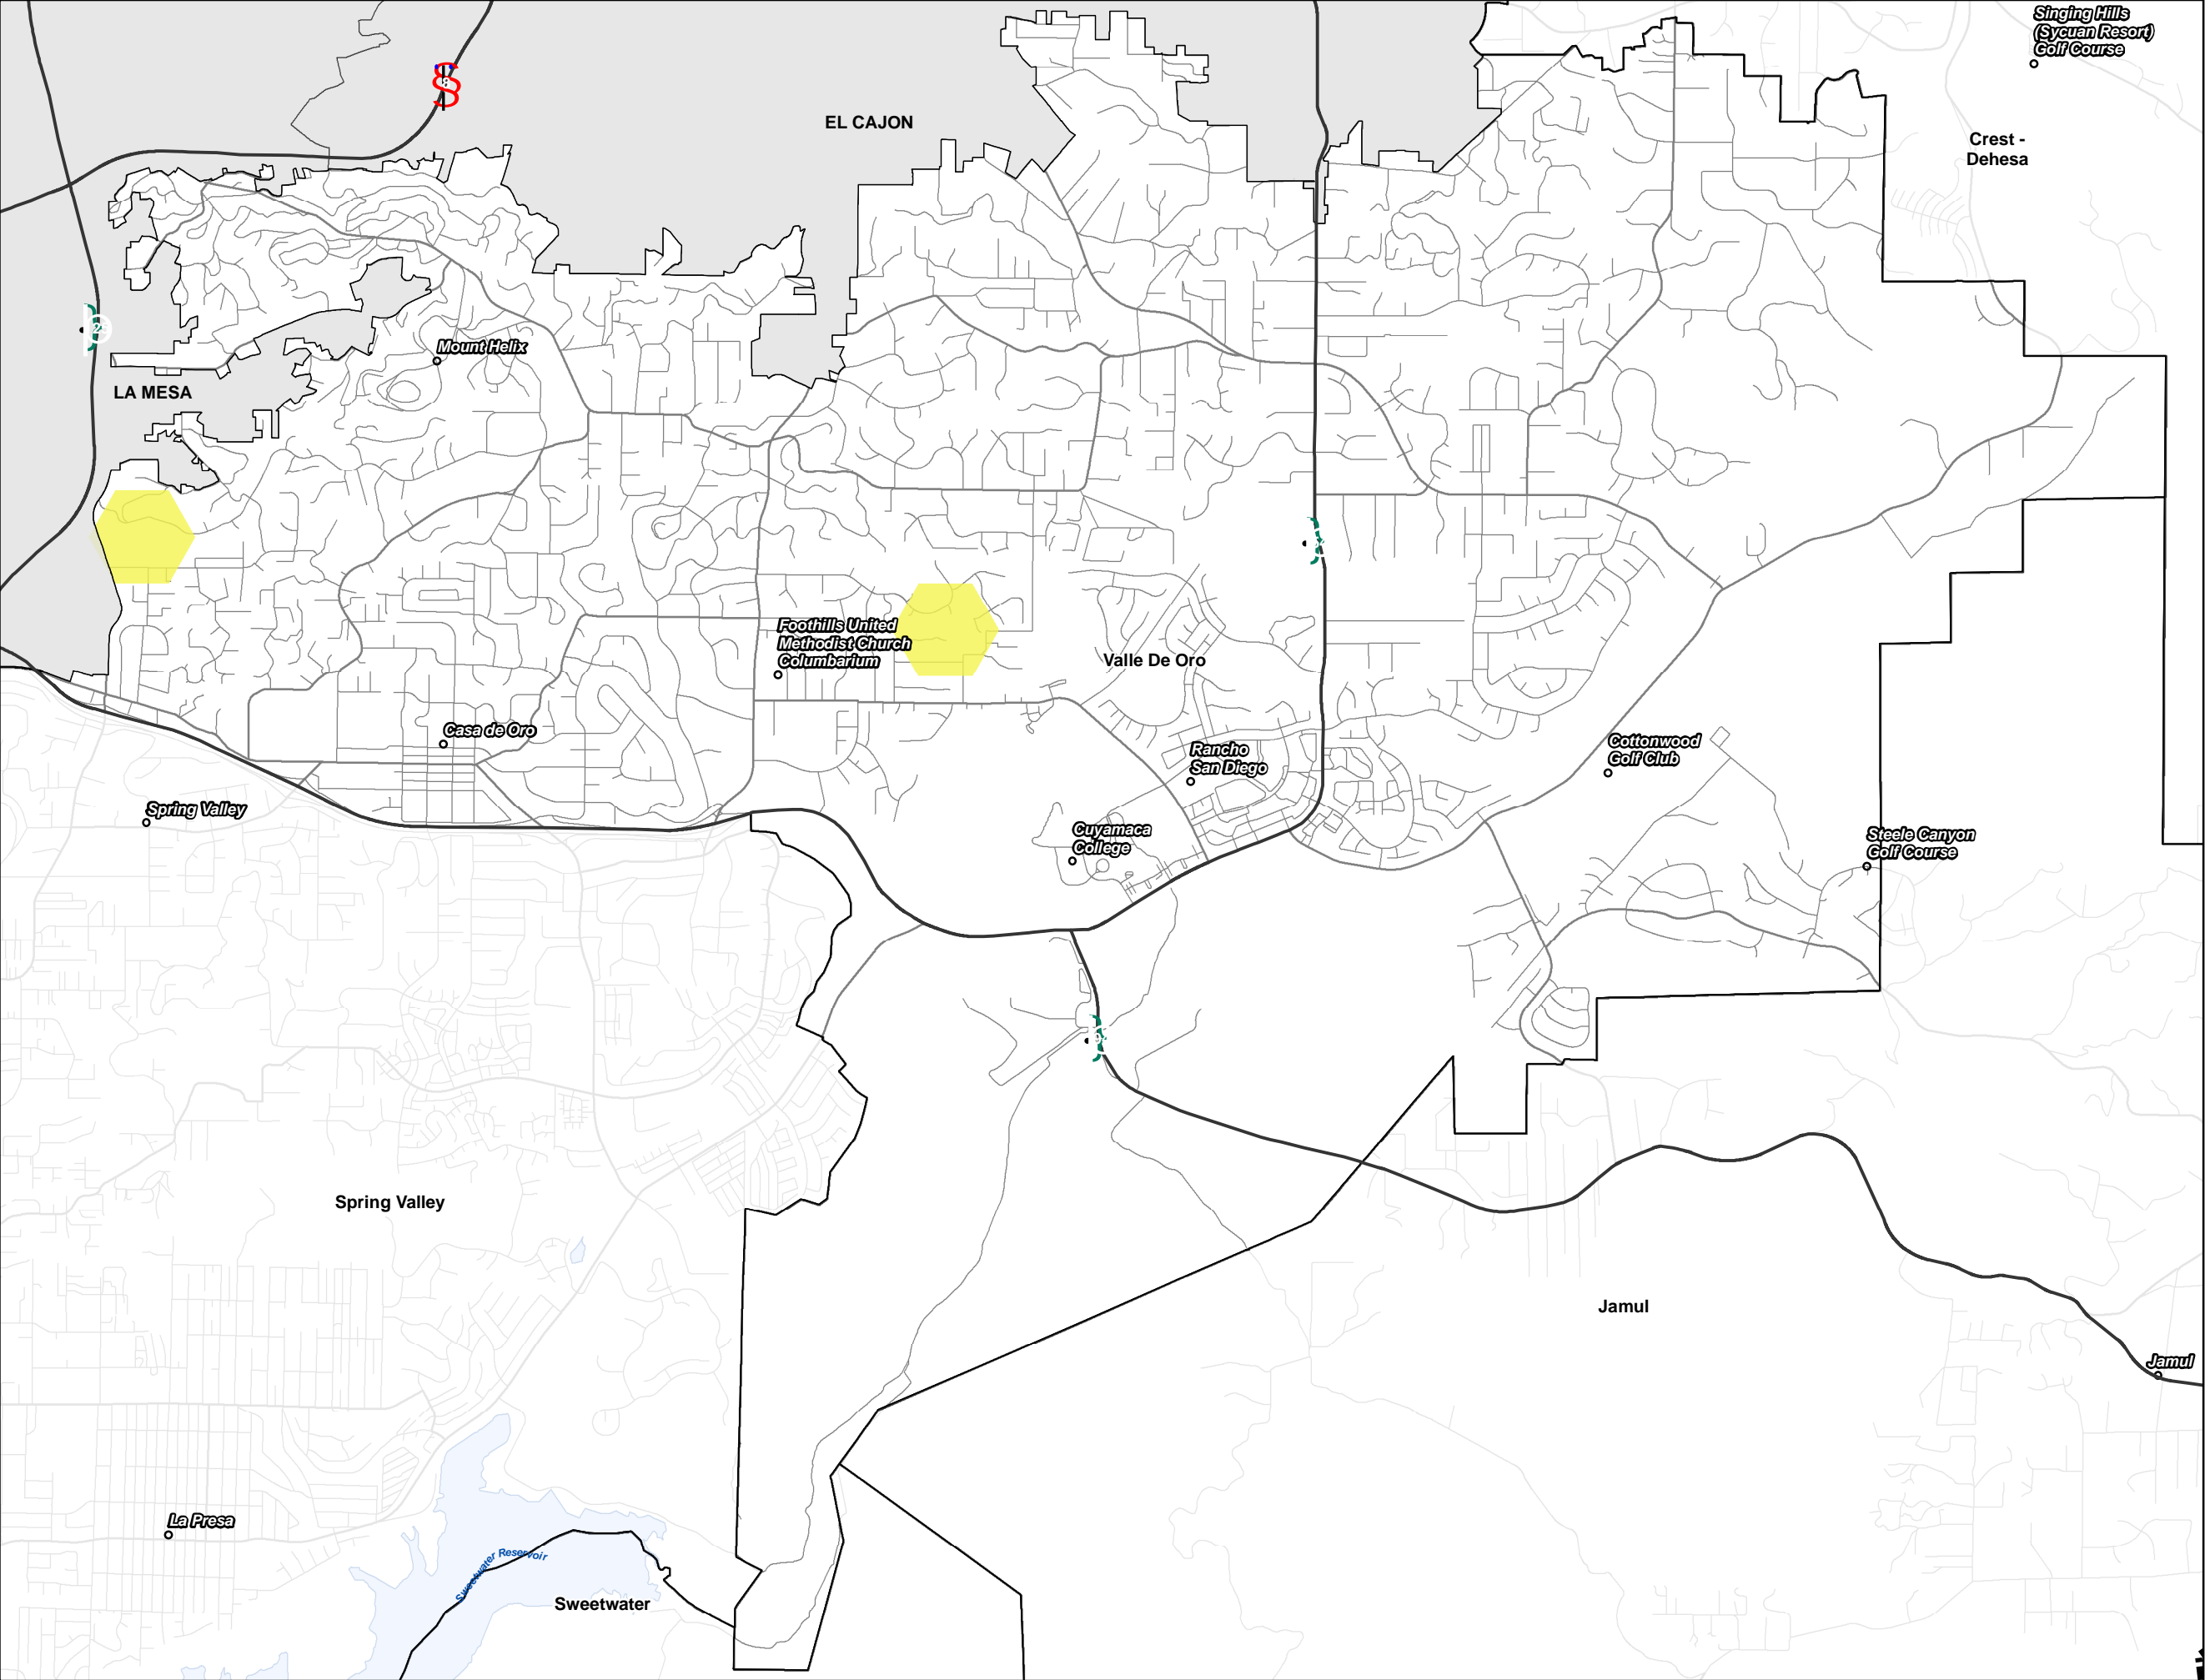 Singing Hills
(Sycuan Resort)
Golf Course
EL CAJON
Crest -
Dehesa
Mount Helix
LA MESA
Foothills United
Methodist Church
Columbarium
Valle De Oro
Casa de Oro
Rancho
San Diego
Cottonwood
Golf Club
Spring Valley
Cuyamaca
College
Steele Canyon
Golf Course
Spring Valley
Jamul
Jamul
La Presa
Sweetwater Reservoir
Sweetwater